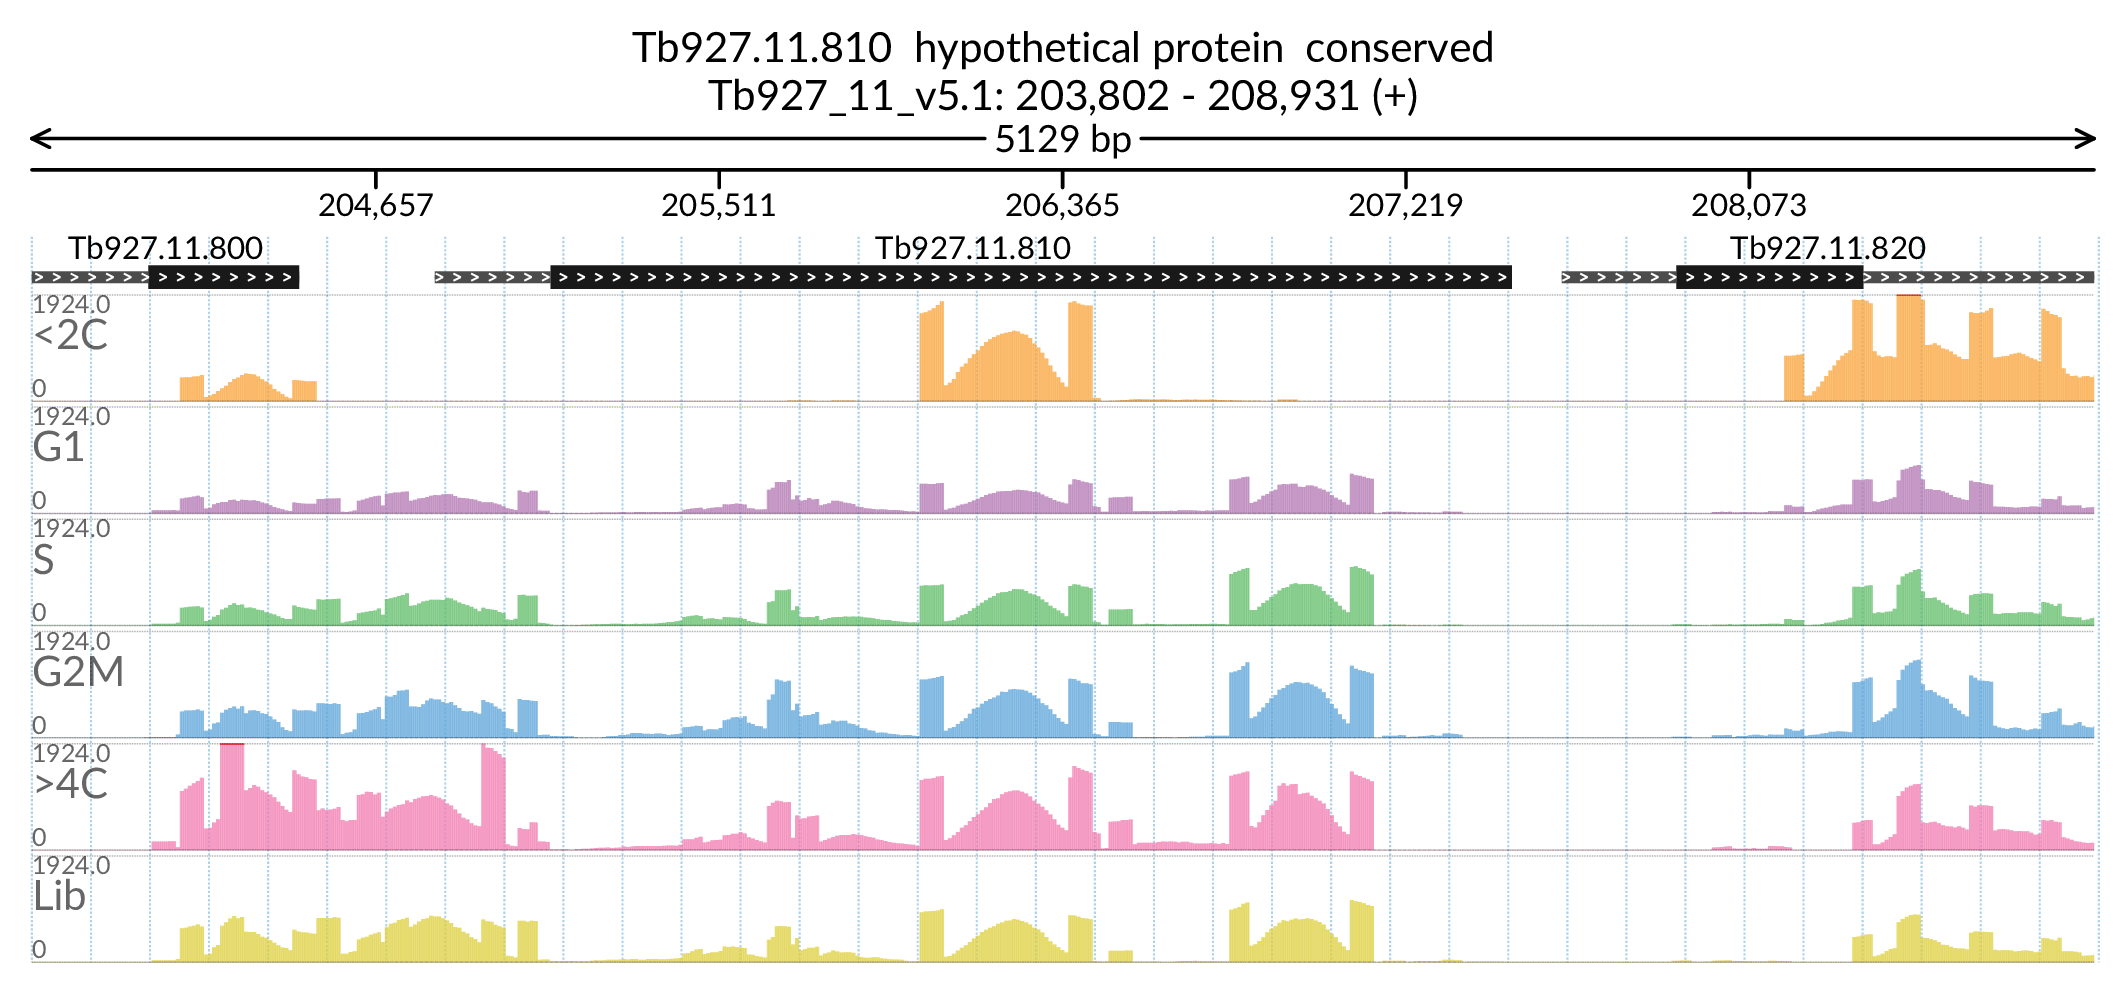 Tb927.11.810 hypothetical protein conserved
Tb927_11_v5.1: 203,802 - 208,931 (+)
5129 bp
204,657 205,511 206,365 207,219 208,073
Tb927.11.800 Tb927.11.810 Tb927.11.820
1924.0
<2C
0
1924.0
G1
0
1924.0
S
0
1924.0
G2M
0
1924.0
>4C
0
1924.0
Lib
0